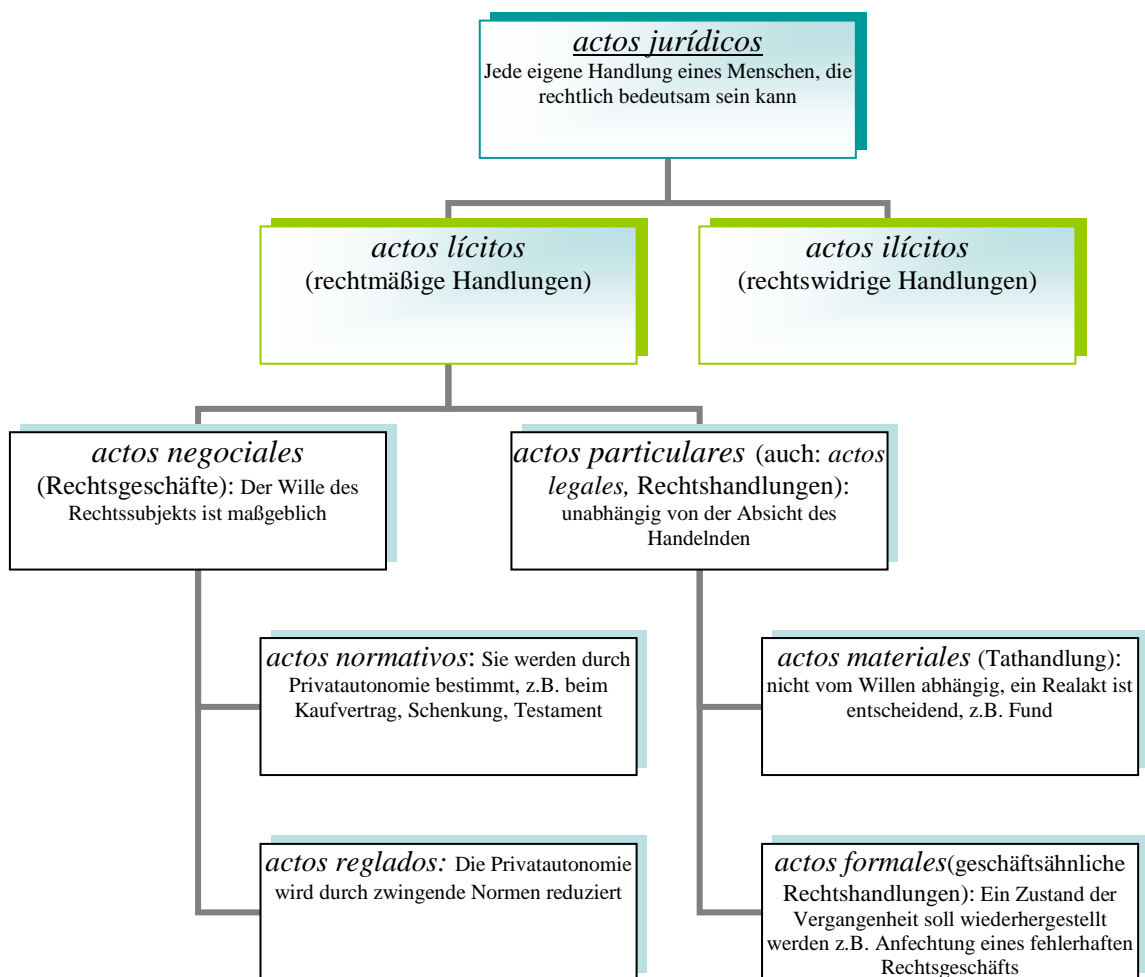 actos jurídicos
Jede eigene Handlung eines Menschen, die
rechtlich bedeutsam sein kann
actos lícitos
(rechtmäßige Handlungen)
actos ilícitos
(rechtswidrige Handlungen)
actos negociales
(Rechtsgeschäfte): Der Wille des
Rechtssubjekts ist maßgeblich
actos particulares (auch: actos
legales, Rechtshandlungen):
unabhängig von der Absicht des
Handelnden
actos normativos: Sie werden durch
Privatautonomie bestimmt, z.B. beim
Kaufvertrag, Schenkung, Testament
actos materiales (Tathandlung):
nicht vom Willen abhängig, ein Realakt ist
entscheidend, z.B. Fund
actos reglados: Die Privatautonomie
wird durch zwingende Normen reduziert
actos formales(geschäftsähnliche
Rechtshandlungen): Ein Zustand der
Vergangenheit soll wiederhergestellt
werden z.B. Anfechtung eines fehlerhaften
Rechtsgeschäfts